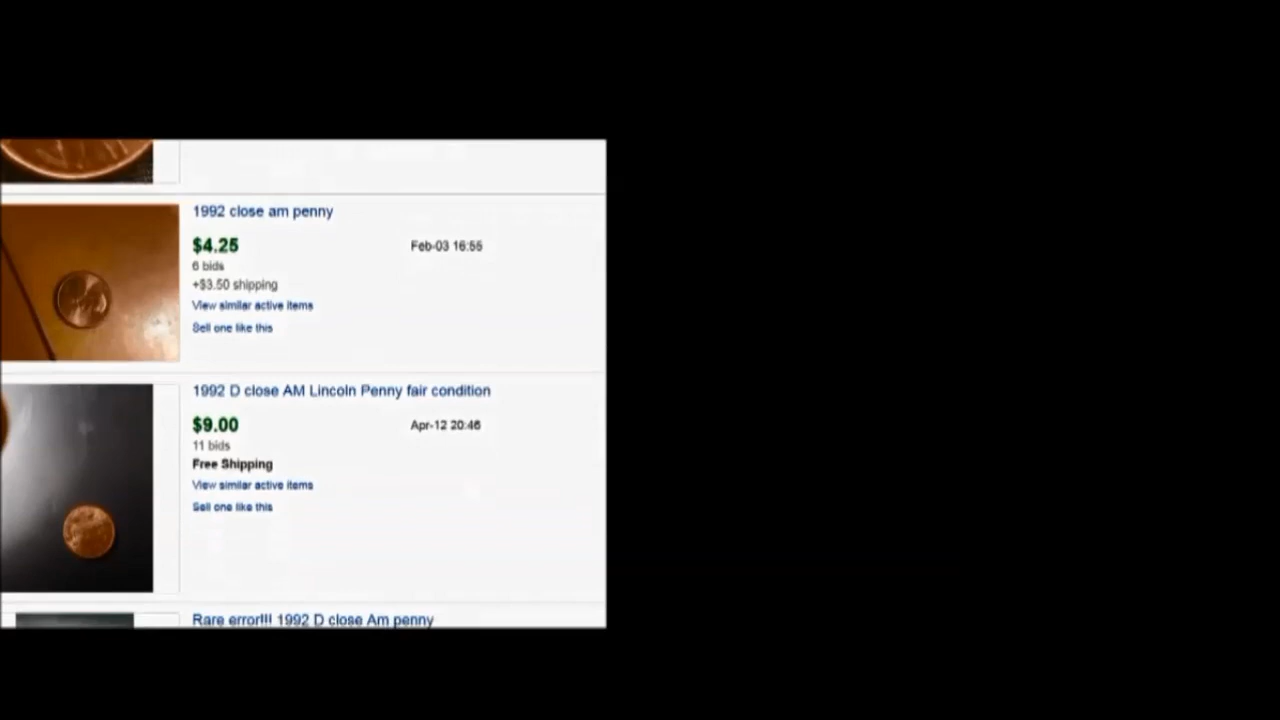 1992 close am penny
$4.25
Feb-03 16:55
6 bids
+$3.50 shipping
View similar active items
Sell one like this
1992 D close AM Lincoln Penny fair condition
$9.00
Apr-12 20:46
11 bids
Free Shipping
View similar active items
Sell one like this
Rare error!!! 1992 D close Am penny